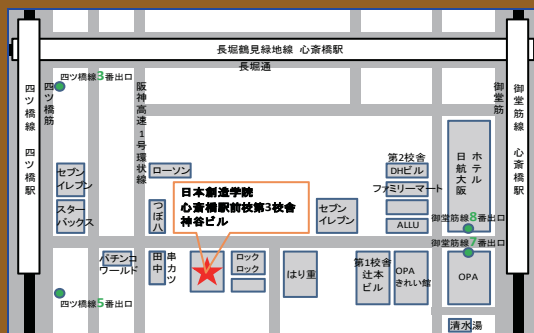 長堀鶴見緑地線 心斎橋駅
長堀通
四ツ橋線3番出口
四ツ橋筋
四ツ橋線 四ツ橋駅
阪神高速1号環状線
御堂筋
御堂筋線 心斎橋駅
セブン
イレブン
ローソン
第2校舎
DHビル
ファミリーマート
ホテル
日航大阪
日本創造学院
心斎橋駅前校第3校舎
神谷ビル
スター
バックス
つぼ八
セブン
イレブン
ALLU
御堂筋線8番出口
御堂筋線7番出口
パチンコ
ワールド
串カツ
田中
ロック
ロック
はり重
第1校舎
辻本
ビル
OPA
きれい館
OPA
四ツ橋線5番出口
清水湯